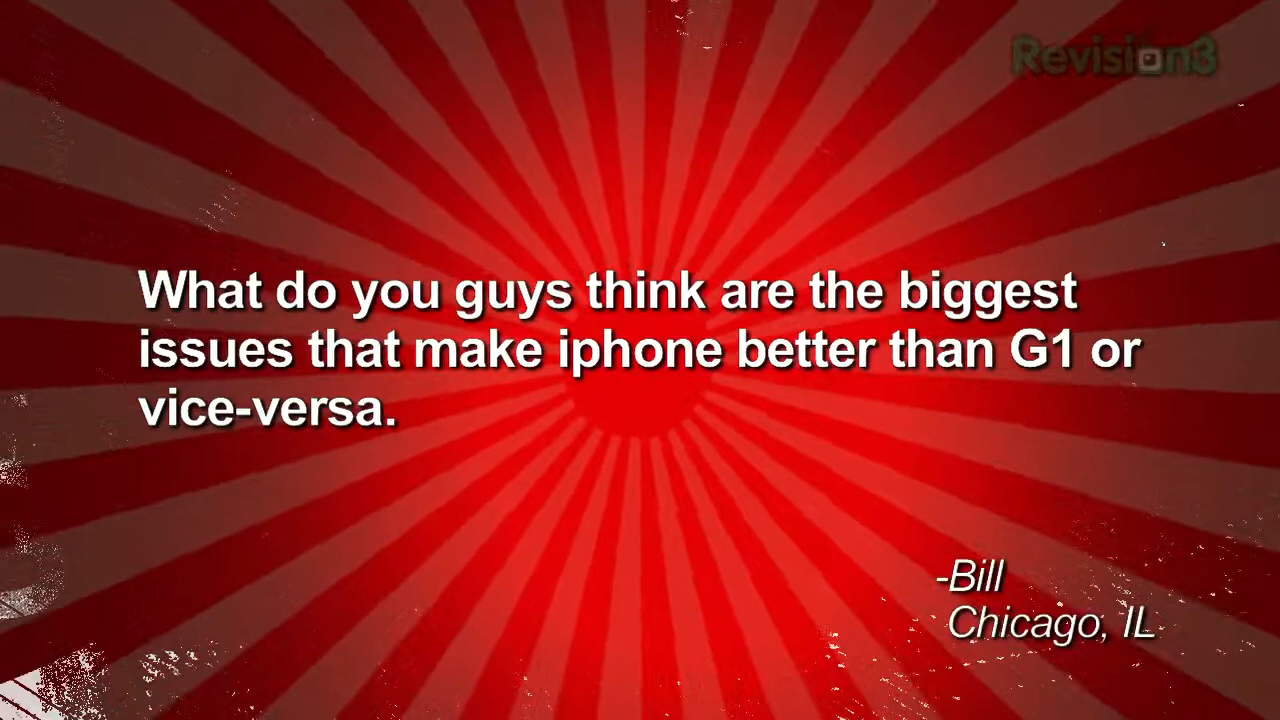 Revision3
What do you guys think are the biggest
issues that make iphone better than G1 or
vice-versa.
-Bill
Chicago, IL